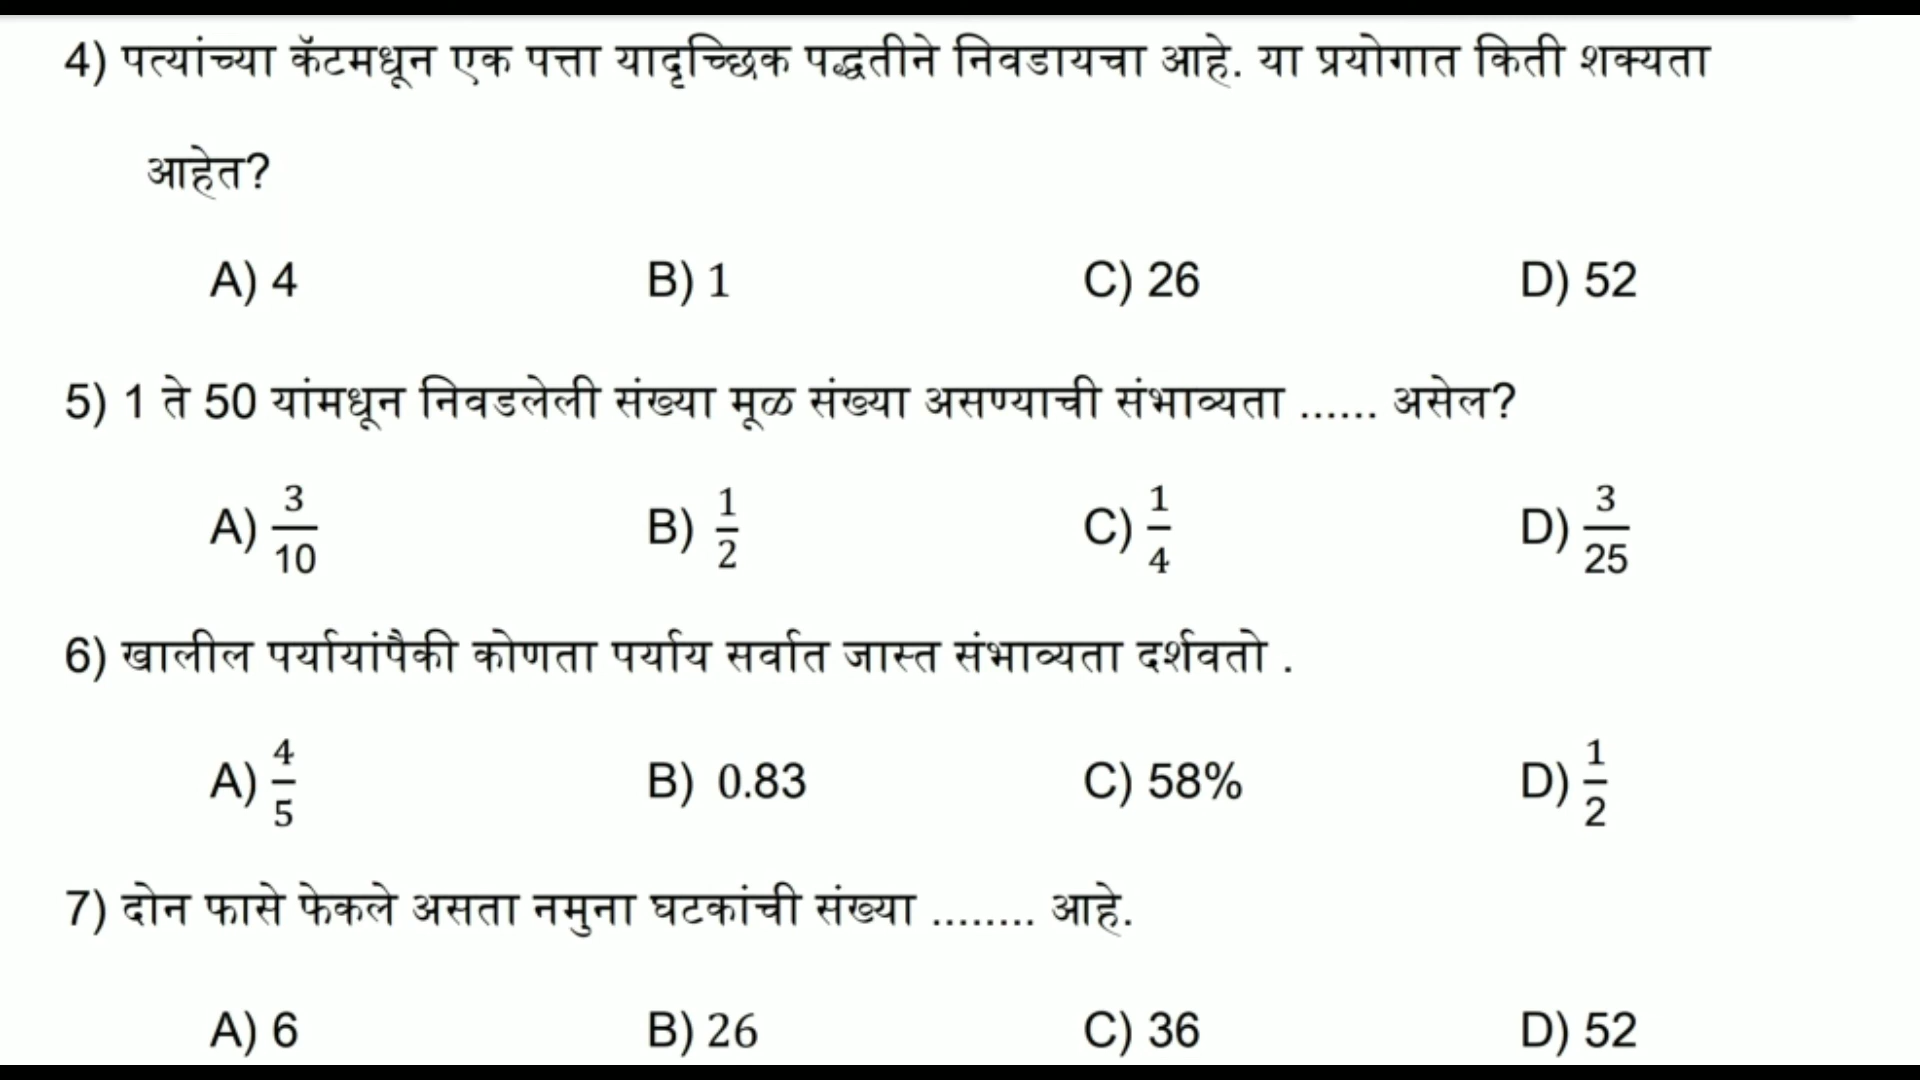 4) पत्यांच्या कॅटमधून एक पत्ता यादृच्छिक पद्धतीने निवडायचा आहे. या प्रयोगात किती शक्यता
आहेत?
A) 4 B) 1 C) 26 D) 52
5) 1 ते 50 यांमधून निवडलेली संख्या मूळ संख्या असण्याची संभाव्यता ...... असेल?
A) 3/10 B) 1/2 C) 1/4 D) 3/25
6) खालील पर्यायांपैकी कोणता पर्याय सर्वात जास्त संभाव्यता दर्शवतो .
A) 4/5 B) 0.83 C) 58% D) 1/2
7) दोन फासे फेकले असता नमुना घटकांची संख्या ........ आहे.
A) 6 B) 26 C) 36 D) 52